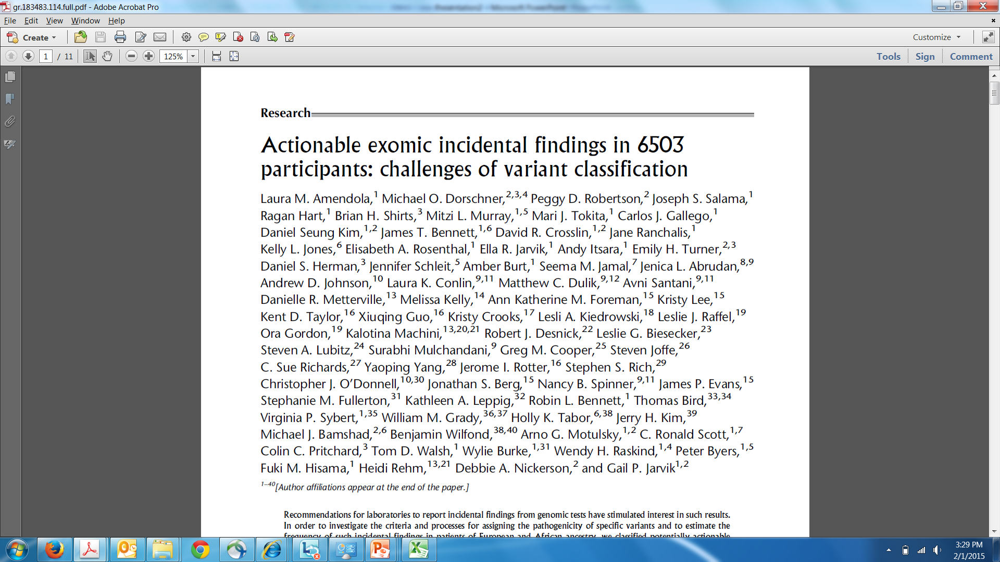 gr.183483.114.full.pdf - Adobe Acrobat Pro
File Edit View Window Help
Create
Customize
1 / 11
125%
Tools Sign Comment
Research
Actionable exomic incidental findings in 6503
participants: challenges of variant classification
Laura M. Amendola,1 Michael O. Dorschner,2,3,4 Peggy D. Robertson,2 Joseph S. Salama,1
Ragan Hart,1 Brian H. Shirts,3 Mitzi L. Murray,1,5 Mari J. Tokita,1 Carlos J. Gallego,1
Daniel Seung Kim,1,2 James T. Bennett,1,6 David R. Crosslin,1,2 Jane Ranchalis,1
Kelly L. Jones,6 Elisabeth A. Rosenthal,1 Ella R. Jarvik,1 Andy Itsara,1 Emily H. Turner,2,3
Daniel S. Herman,3 Jennifer Schleit,5 Amber Burt,1 Seema M. Jamal,7 Jenica L. Abrudan,8,9
Andrew D. Johnson,10 Laura K. Conlin,9,11 Matthew C. Dulik,9,12 Avni Santani,9,11
Danielle R. Metterville,13 Melissa Kelly,14 Ann Katherine M. Foreman,15 Kristy Lee,15
Kent D. Taylor,16 Xiuqing Guo,16 Kristy Crooks,17 Lesli A. Kiedrowski,18 Leslie J. Raffel,19
Ora Gordon,19 Kalotina Machini,13,20,21 Robert J. Desnick,22 Leslie G. Biesecker,23
Steven A. Lubitz,24 Surabhi Mulchandani,9 Greg M. Cooper,25 Steven Joffe,26
C. Sue Richards,27 Yaoping Yang,28 Jerome I. Rotter,16 Stephen S. Rich,29
Christopher J. O’Donnell,10,30 Jonathan S. Berg,15 Nancy B. Spinner,9,11 James P. Evans,15
Stephanie M. Fullerton,31 Kathleen A. Leppig,32 Robin L. Bennett,1 Thomas Bird,33,34
Virginia P. Sybert,1,35 William M. Grady,36,37 Holly K. Tabor,6,38 Jerry H. Kim,39
Michael J. Bamshad,2,6 Benjamin Wilfond,38,40 Arno G. Motulsky,1,2 C. Ronald Scott,1,7
Colin C. Pritchard,3 Tom D. Walsh,1 Wylie Burke,1,31 Wendy H. Raskind,1,4 Peter Byers,1,5
Fuki M. Hisama,1 Heidi Rehm,13,21 Debbie A. Nickerson,2 and Gail P. Jarvik1,2
1–40[Author affiliations appear at the end of the paper.]
Recommendations for laboratories to report incidental findings from genomic tests have stimulated interest in such results.
In order to investigate the criteria and processes for assigning the pathogenicity of specific variants and to estimate the
frequency of such incidental findings in patients of European and African ancestry, we classified potentially actionable
3:29 PM
2/1/2015